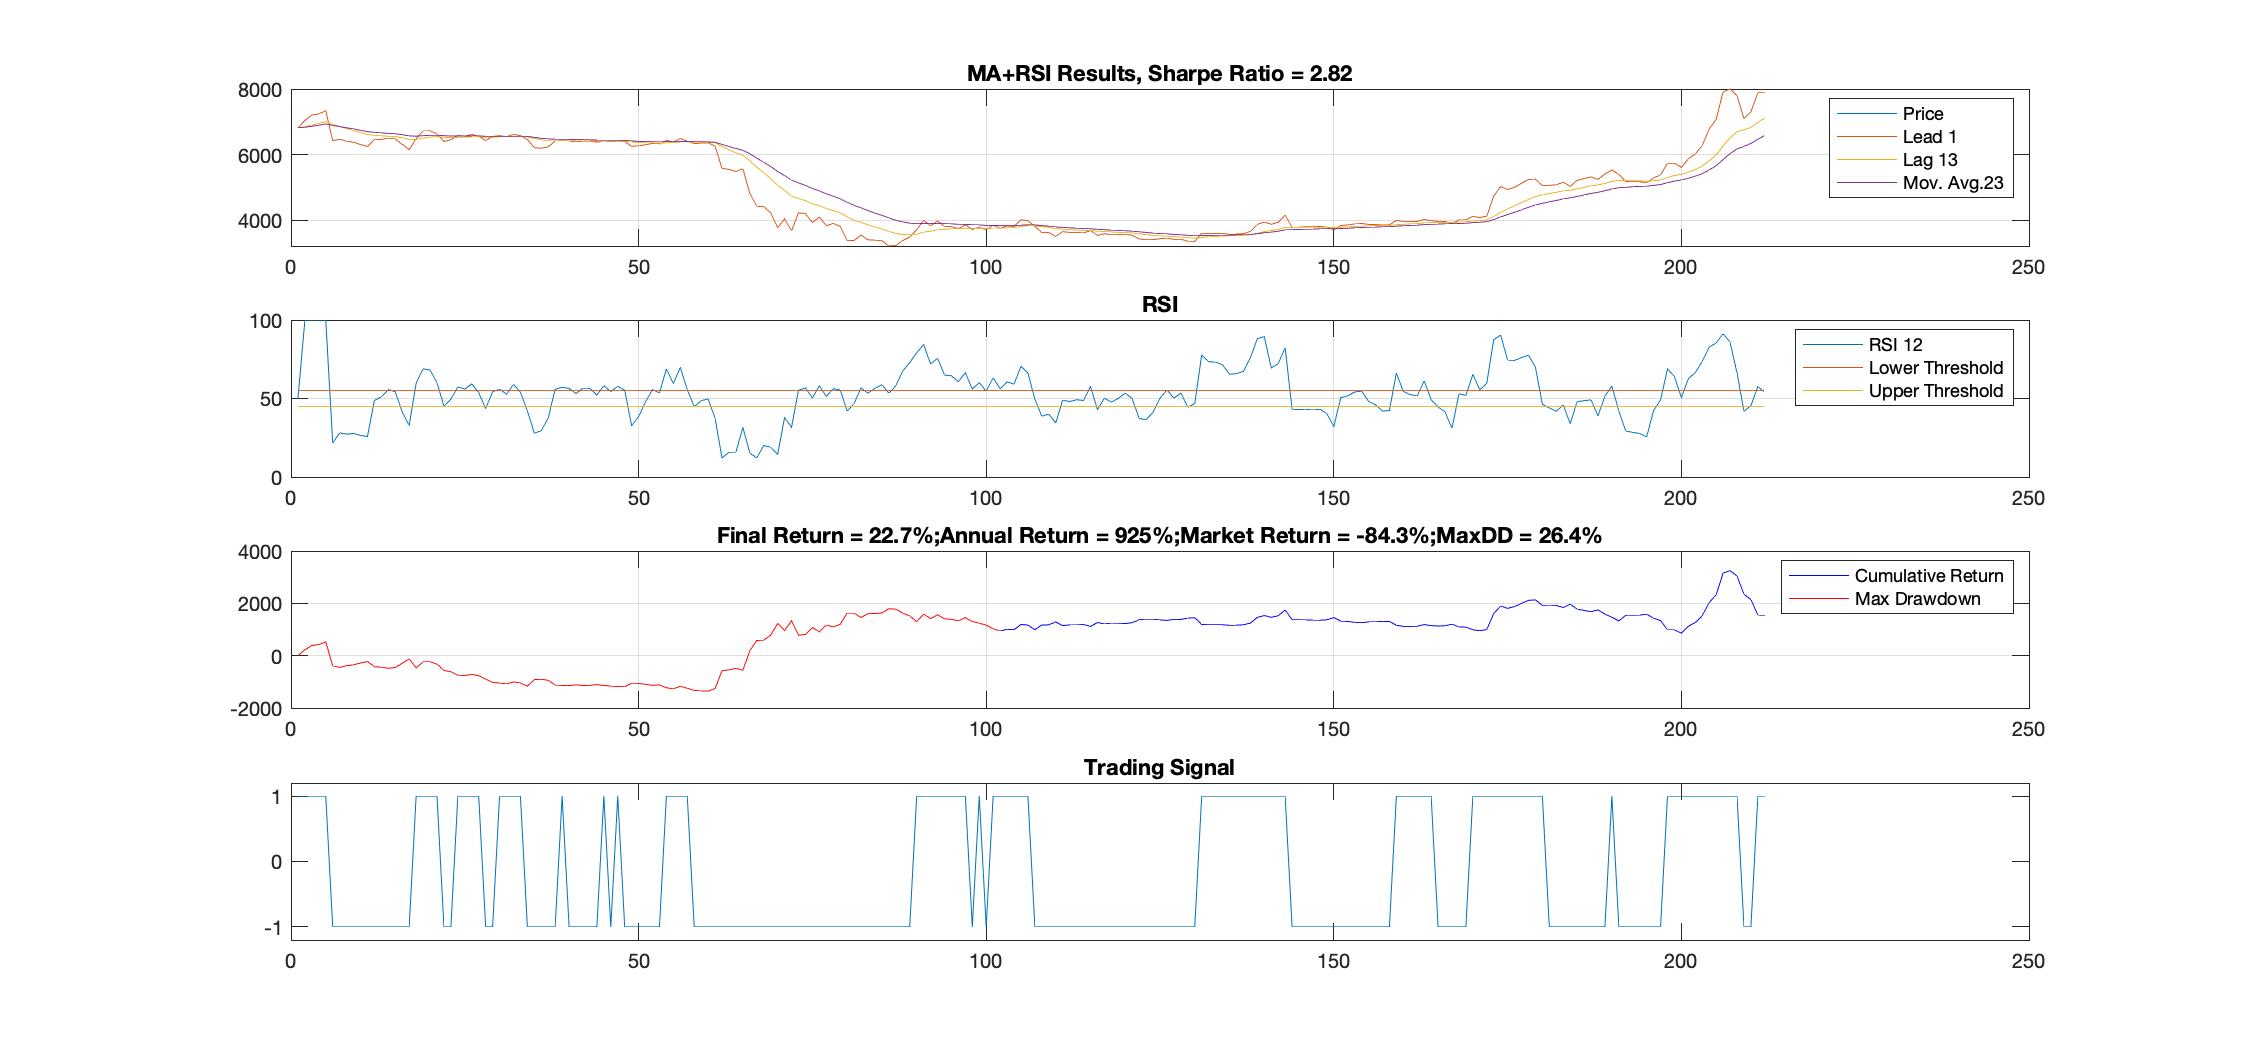 MA+RSI Results, Sharpe Ratio = 2.82
8000
6000
4000
0 50 100 150 200 250
Price
Lead 1
Lag 13
Mov. Avg.23
RSI
100
50
0
0 50 100 150 200 250
RSI 12
Lower Threshold
Upper Threshold
Final Return = 22.7%;Annual Return = 925%;Market Return = -84.3%;MaxDD = 26.4%
4000
2000
0
-2000
0 50 100 150 200 250
Cumulative Return
Max Drawdown
Trading Signal
1
0
-1
0 50 100 150 200 250